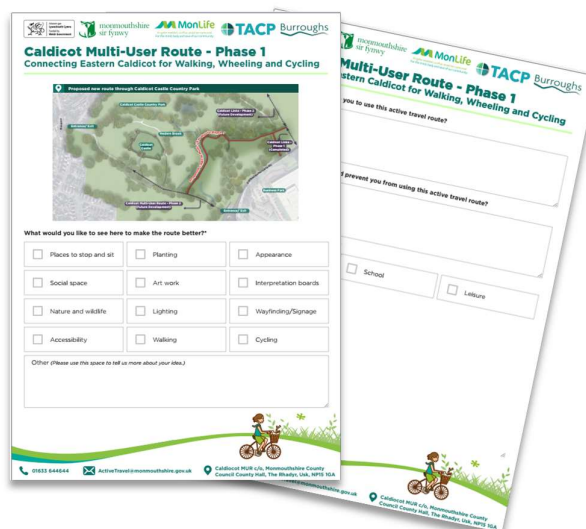 monmouthshire
sir fynwy
MonLife
TACP
Burroughs
Caldicot Multi-User Route - Phase 1
Connecting Eastern Caldicot for Walking, Wheeling and Cycling
Proposed new route through Caldicot Castle Country Park
Caldicot Castle Country Park
Caldicot Castle
What would you like to see here to make the route better?*
Places to stop and sit
Planting
Appearance
Social space
Art work
Interpretation boards
Nature and wildlife
Lighting
Wayfinding/Signage
Accessibility
Walking
Cycling
Other (Please use this space to tell us more about your idea.)
01633 644644
ActiveTravel@monmouthshire.gov.uk
Caldiocot MUR c/o, Monmouthshire County
Council County Hall, The Rhadyr, Usk, NP15 1GA
monmouthshire
sir fynwy
MonLife
TACP
Burroughs
Multi-User Route - Phase 1
stern Caldicot for Walking, Wheeling and Cycling
you to use this active travel route?
prevent you from using this active travel route?
School
Leisure
monmouthshire.gov.uk
Caldiocot MUR c/o, Monmouthshire County
Council County Hall, The Rhadyr, Usk, NP15 1GA